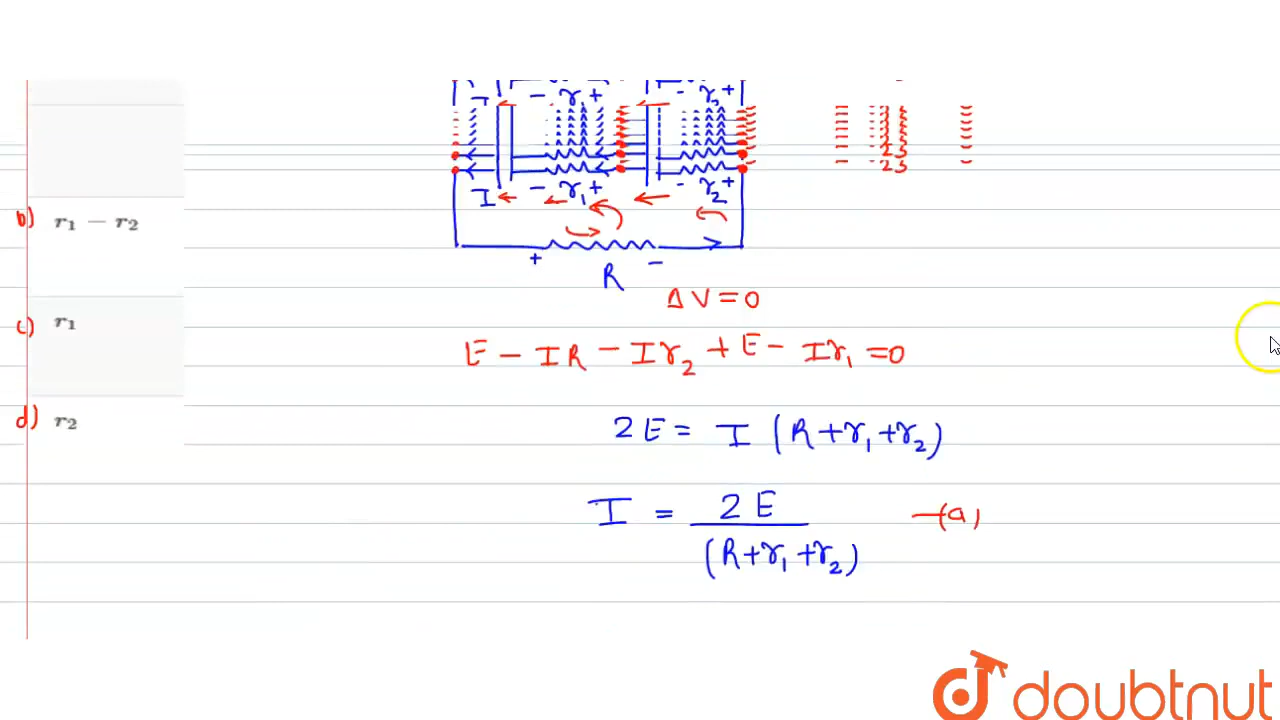 - r₁ + - r₂ +
I - r₁ + - r₂ +
b) r₁ − r₂
+ R −
ΔV = 0
c) r₁
E − IR − Ir₂ + E − Ir₁ = 0
d) r₂
2E = I (R+r₁+r₂)
I = 2E / (R+r₁+r₂) —(a)
doubtnut